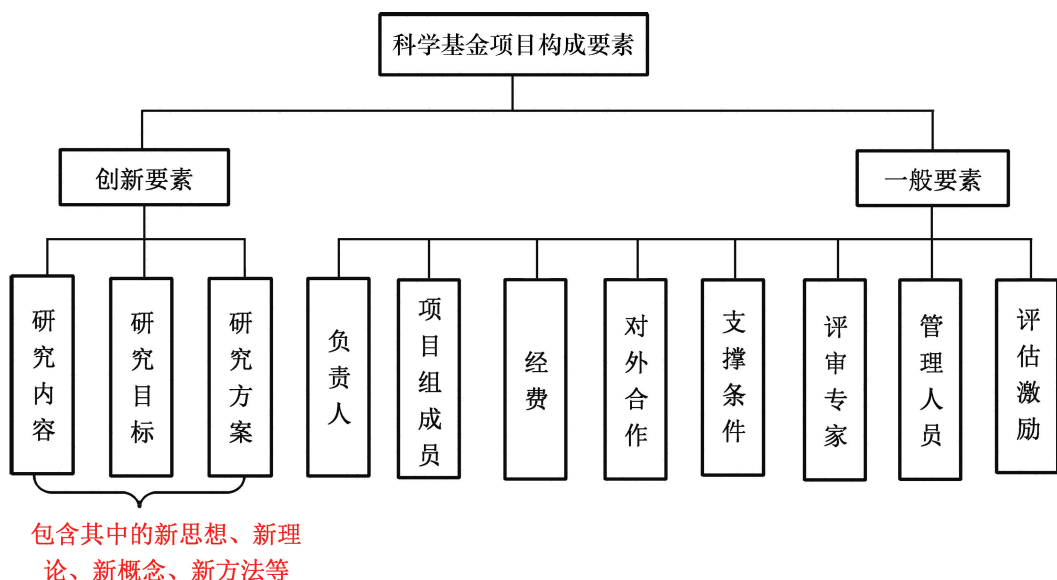 科学基金项目构成要素
创新要素
一般要素
研究内容
研究目标
研究方案
负责人
项目组成员
经费
对外合作
支撑条件
评审专家
管理人员
评估激励
包含其中的新思想、新理
论、新概念、新方法等